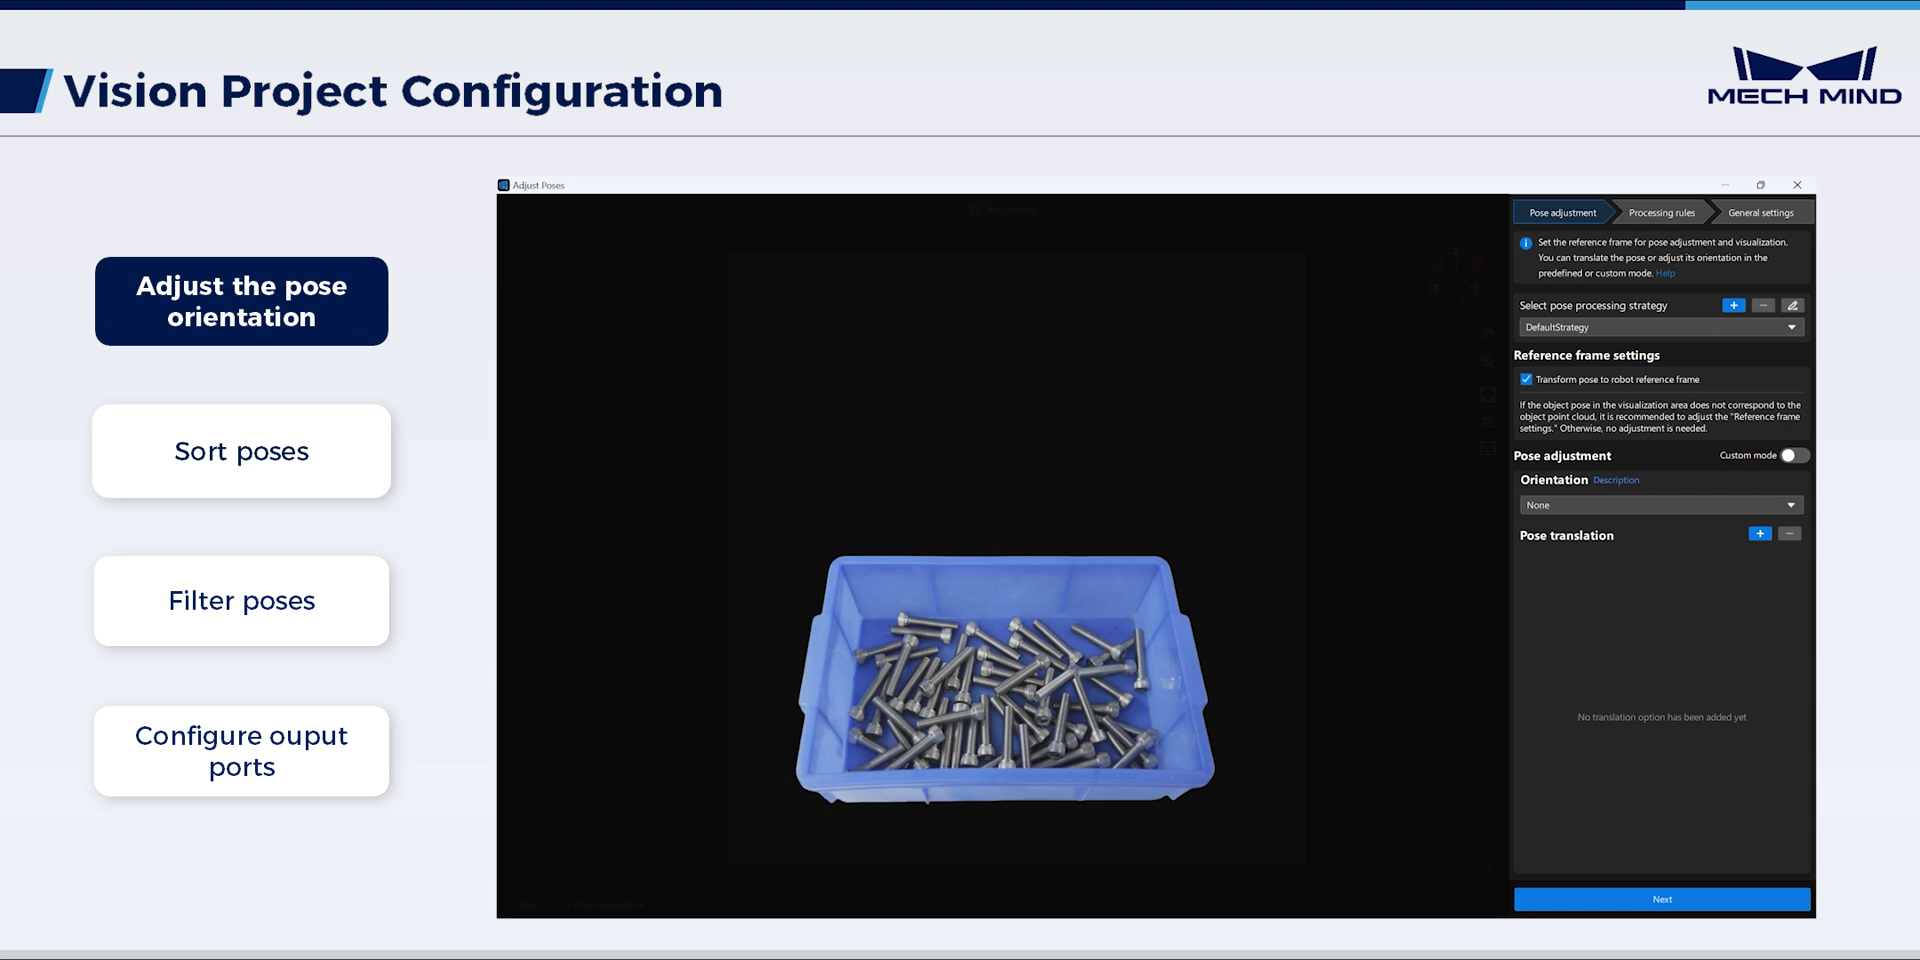 Vision Project Configuration
MECH MIND
Adjust the pose
orientation
Sort poses
Filter poses
Configure ouput
ports
Adjust Poses
Pose adjustment
Processing rules
General settings
Set the reference frame for pose adjustment and visualization.
You can translate the pose or adjust its orientation in the
predefined or custom mode. Help
Select pose processing strategy
DefaultStrategy
Reference frame settings
Transform pose to robot reference frame
If the object pose in the visualization area does not correspond to the
object point cloud, it is recommended to adjust the "Reference frame
settings." Otherwise, no adjustment is needed.
Pose adjustment
Custom mode
Orientation Description
None
Pose translation
No translation option has been added yet
Next